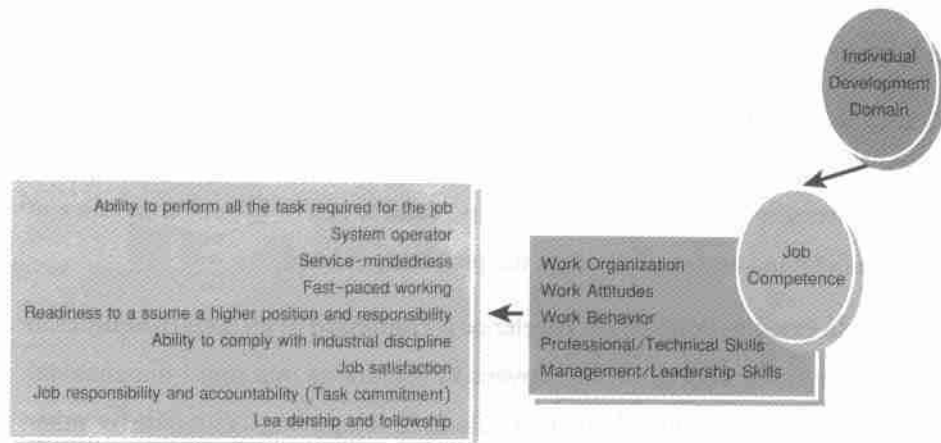 Individual
Development
Domain
Job
Competence
Work Organization
Work Attitudes
Work Behavior
Professional/Technical Skills
Management/Leadership Skills
Ability to perform all the task required for the job
System operator
Service-mindedness
Fast-paced working
Readiness to a ssume a higher position and responsibility
Ability to comply with industrial discipline
Job satisfaction
Job responsibility and accountability (Task commitment)
Lea dership and followship